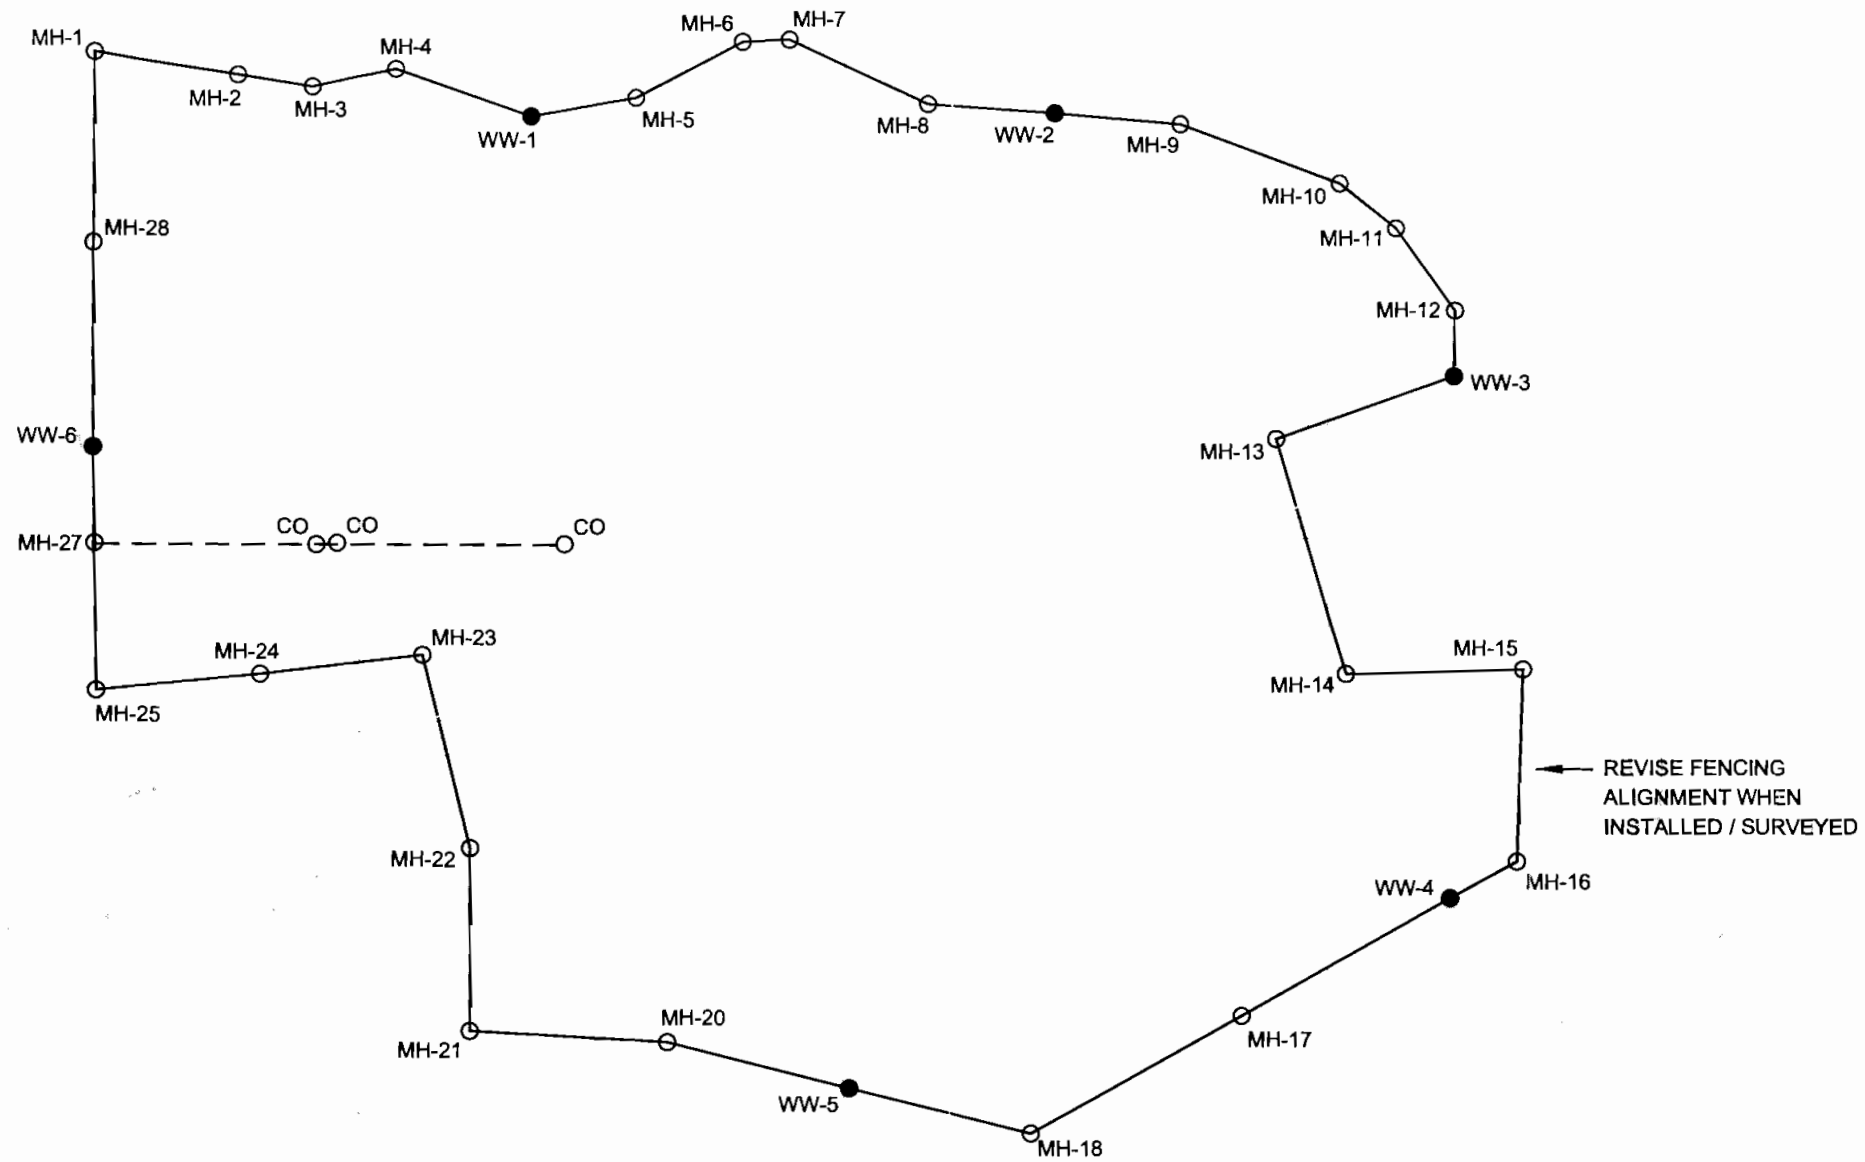 MH-1
MH-2
MH-3
MH-4
WW-1
MH-5
MH-6
MH-7
MH-8
WW-2
MH-9
MH-10
MH-11
MH-12
WW-3
MH-13
MH-14
MH-15
REVISE FENCING
ALIGNMENT WHEN
INSTALLED / SURVEYED
MH-16
WW-4
MH-17
MH-18
WW-5
MH-20
MH-21
MH-22
MH-23
MH-24
MH-25
MH-27
CO
CO
CO
WW-6
MH-28